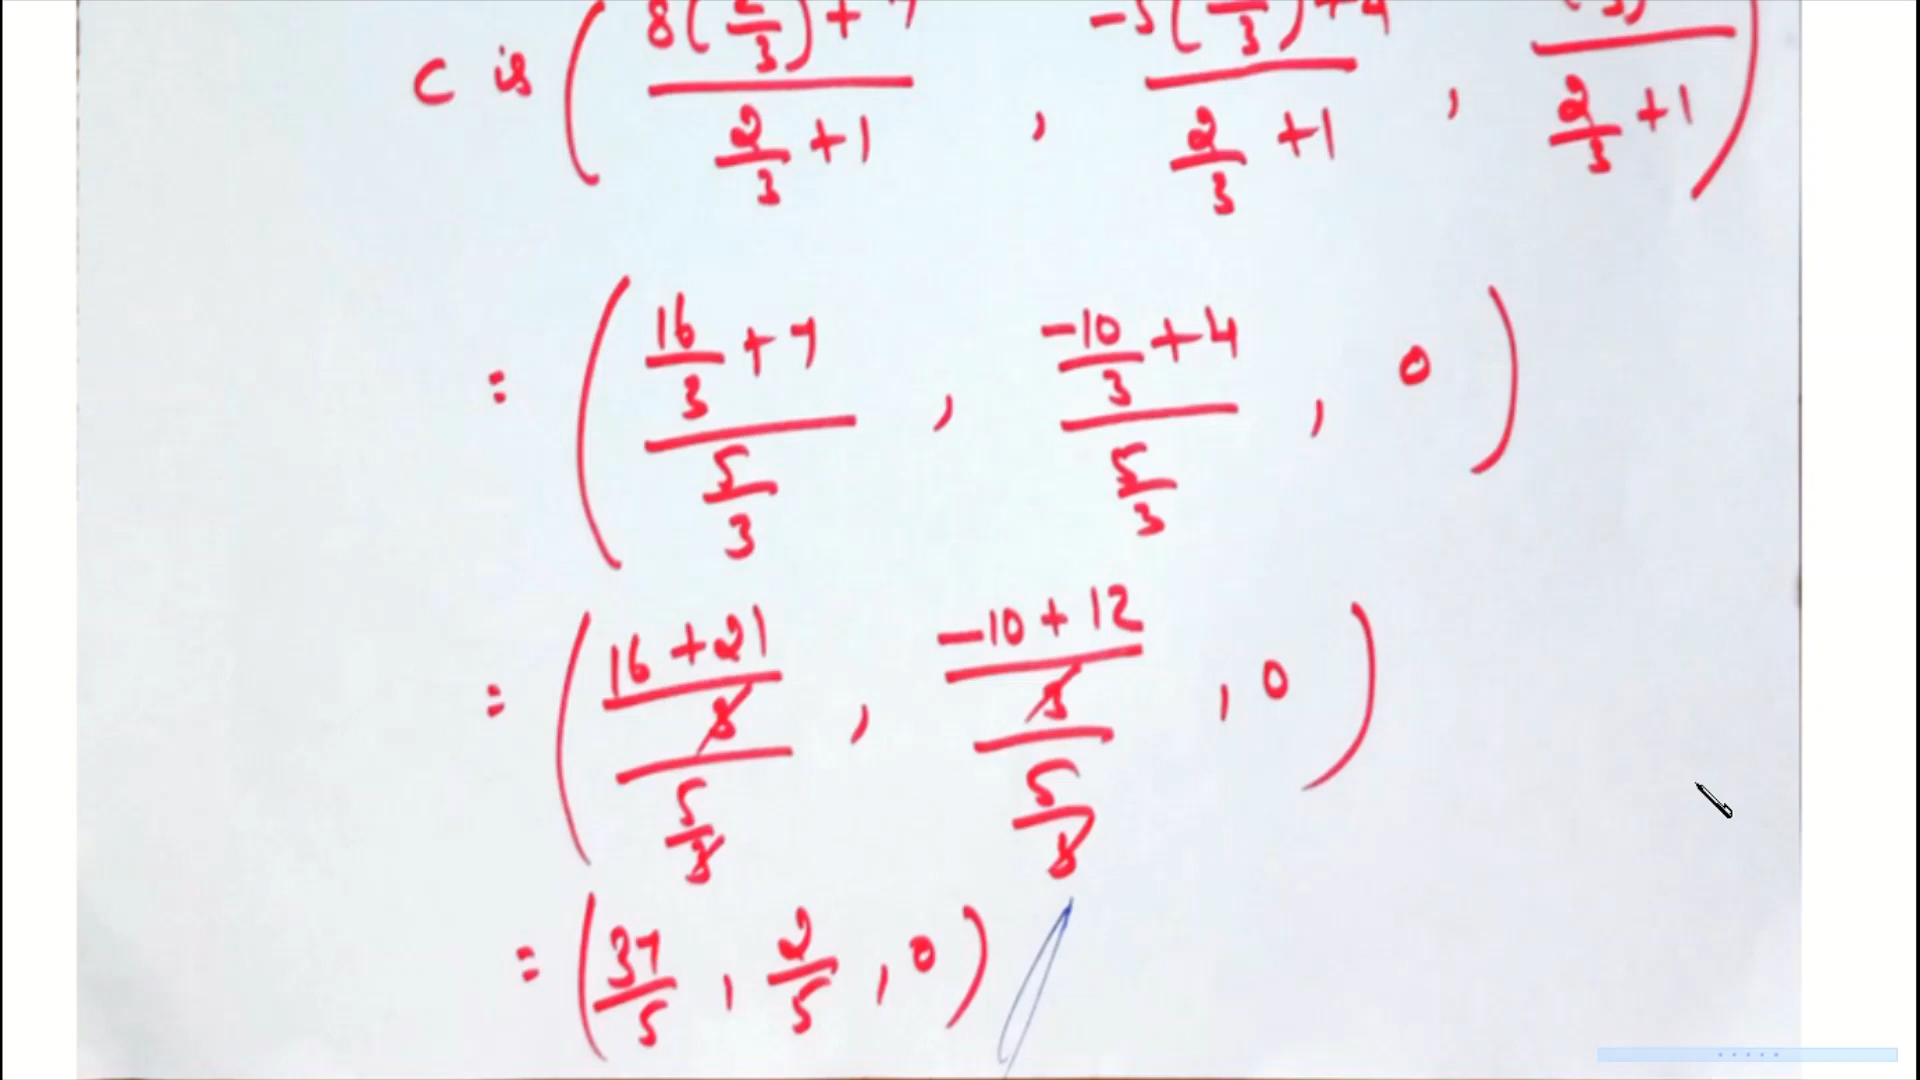 C is ( (8(2/3)+7)/(2/3 +1) , (-5(2/3)+4)/(2/3 +1) , /(2/3 +1) )
= ( (16/3 +7)/(5/3) , (-10/3 +4)/(5/3) , 0 )
= ( ((16+21)/3)/(5/3) , ((-10+12)/3)/(5/3) , 0 )
= ( 37/5 , 2/5 , 0 )